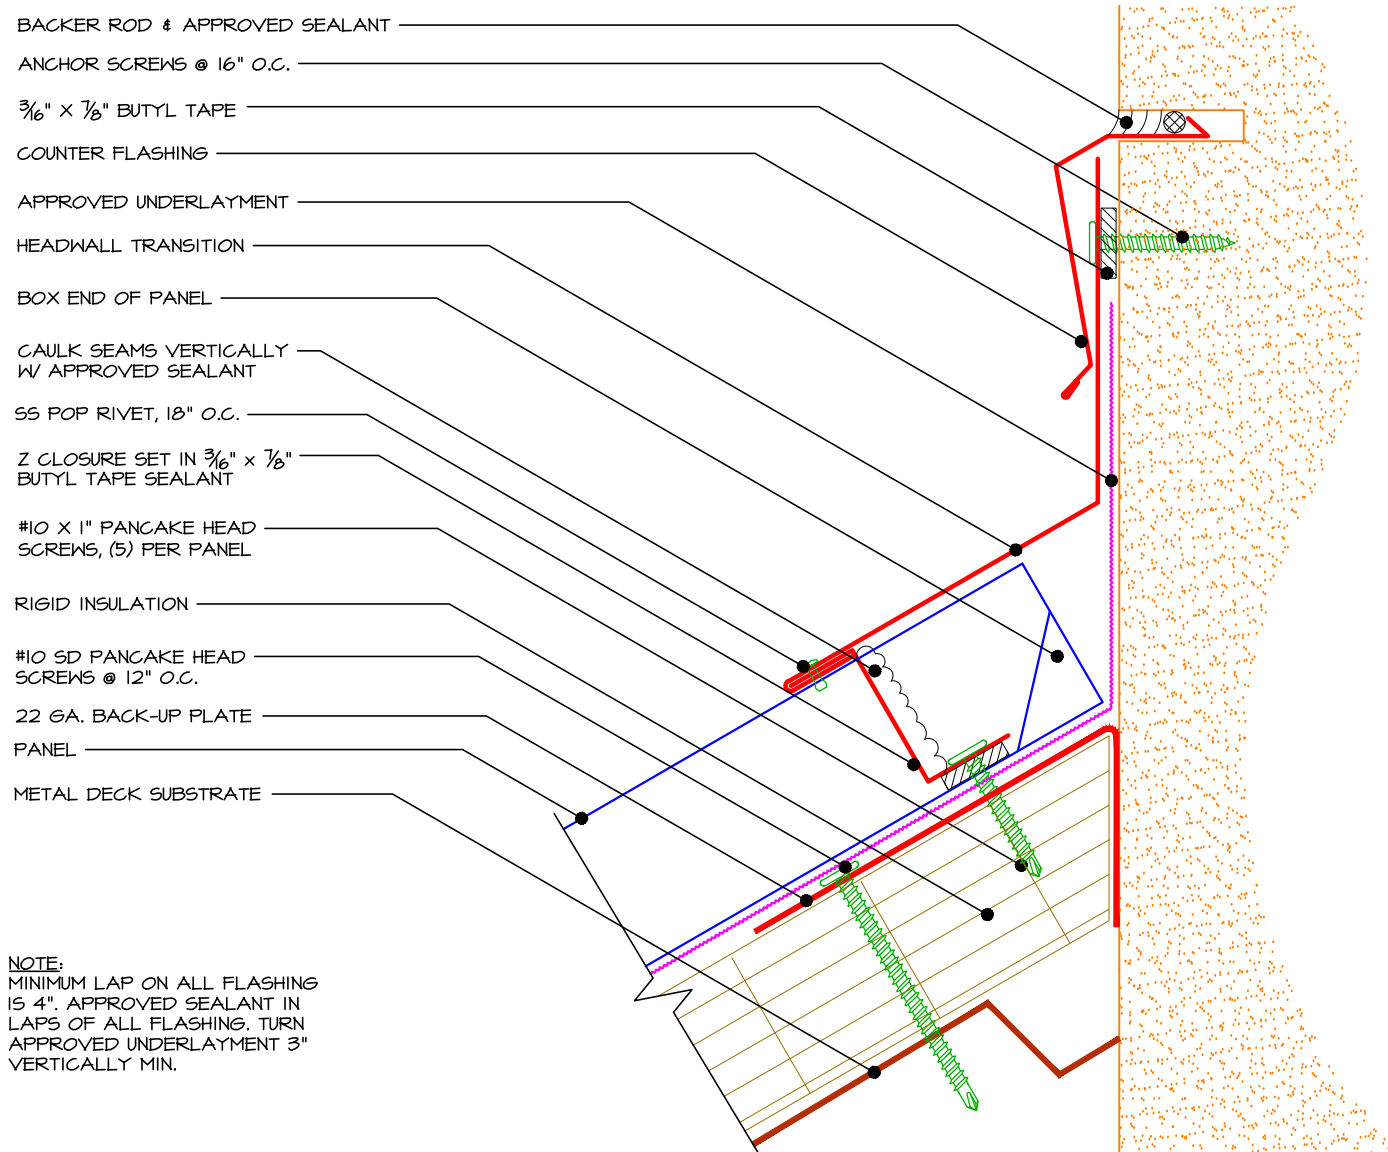 BACKER ROD & APPROVED SEALANT
ANCHOR SCREWS @ 16" O.C.
3/16" X 7/8" BUTYL TAPE
COUNTER FLASHING
APPROVED UNDERLAYMENT
HEADWALL TRANSITION
BOX END OF PANEL
CAULK SEAMS VERTICALLY
W/ APPROVED SEALANT
SS POP RIVET, 18" O.C.
Z CLOSURE SET IN 3/16" x 7/8"
BUTYL TAPE SEALANT
#10 X 1" PANCAKE HEAD
SCREWS, (5) PER PANEL
RIGID INSULATION
#10 SD PANCAKE HEAD
SCREWS @ 12" O.C.
22 GA. BACK-UP PLATE
PANEL
METAL DECK SUBSTRATE
NOTE:
MINIMUM LAP ON ALL FLASHING
IS 4". APPROVED SEALANT IN
LAPS OF ALL FLASHING. TURN
APPROVED UNDERLAYMENT 3"
VERTICALLY MIN.